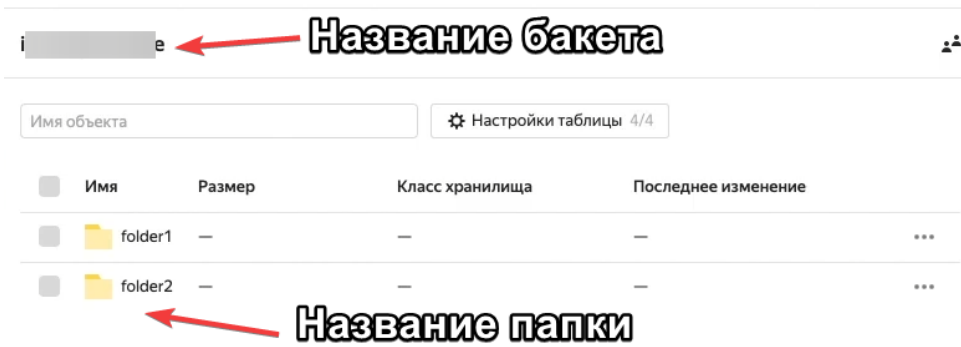 Название бакета
Имя объекта
Настройки таблицы 4/4
Имя Размер Класс хранилища Последнее изменение
folder1 — — —
folder2 — — —
Название папки